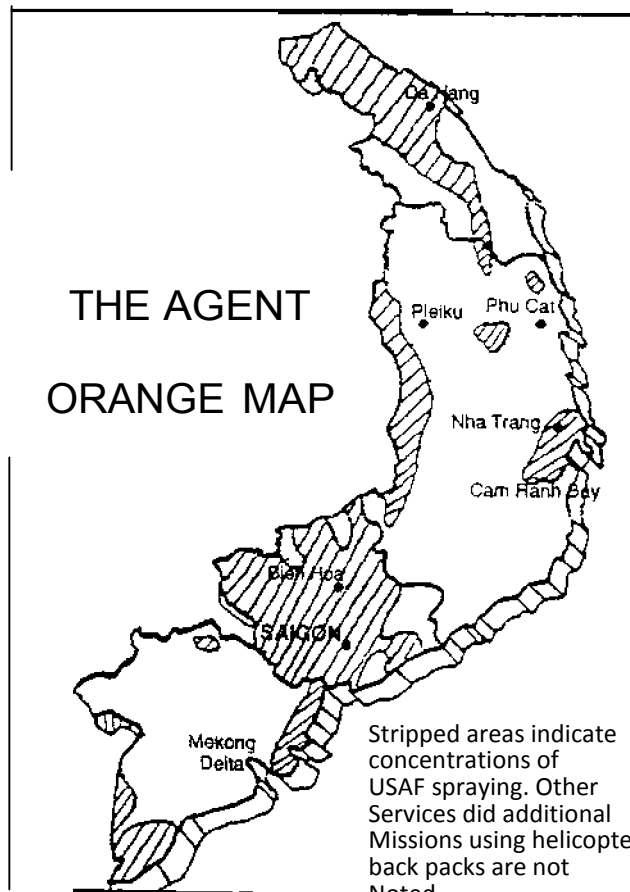 Da Nang
THE AGENT
ORANGE MAP
Pleiku
Phu Cat
Nha Trang
Cam Ranh Bay
Bien Hoa
SAIGON
Mekong
Delta
Stripped areas indicate
concentrations of
USAF spraying. Other
Services did additional
Missions using helicopte
back packs are not
Noted